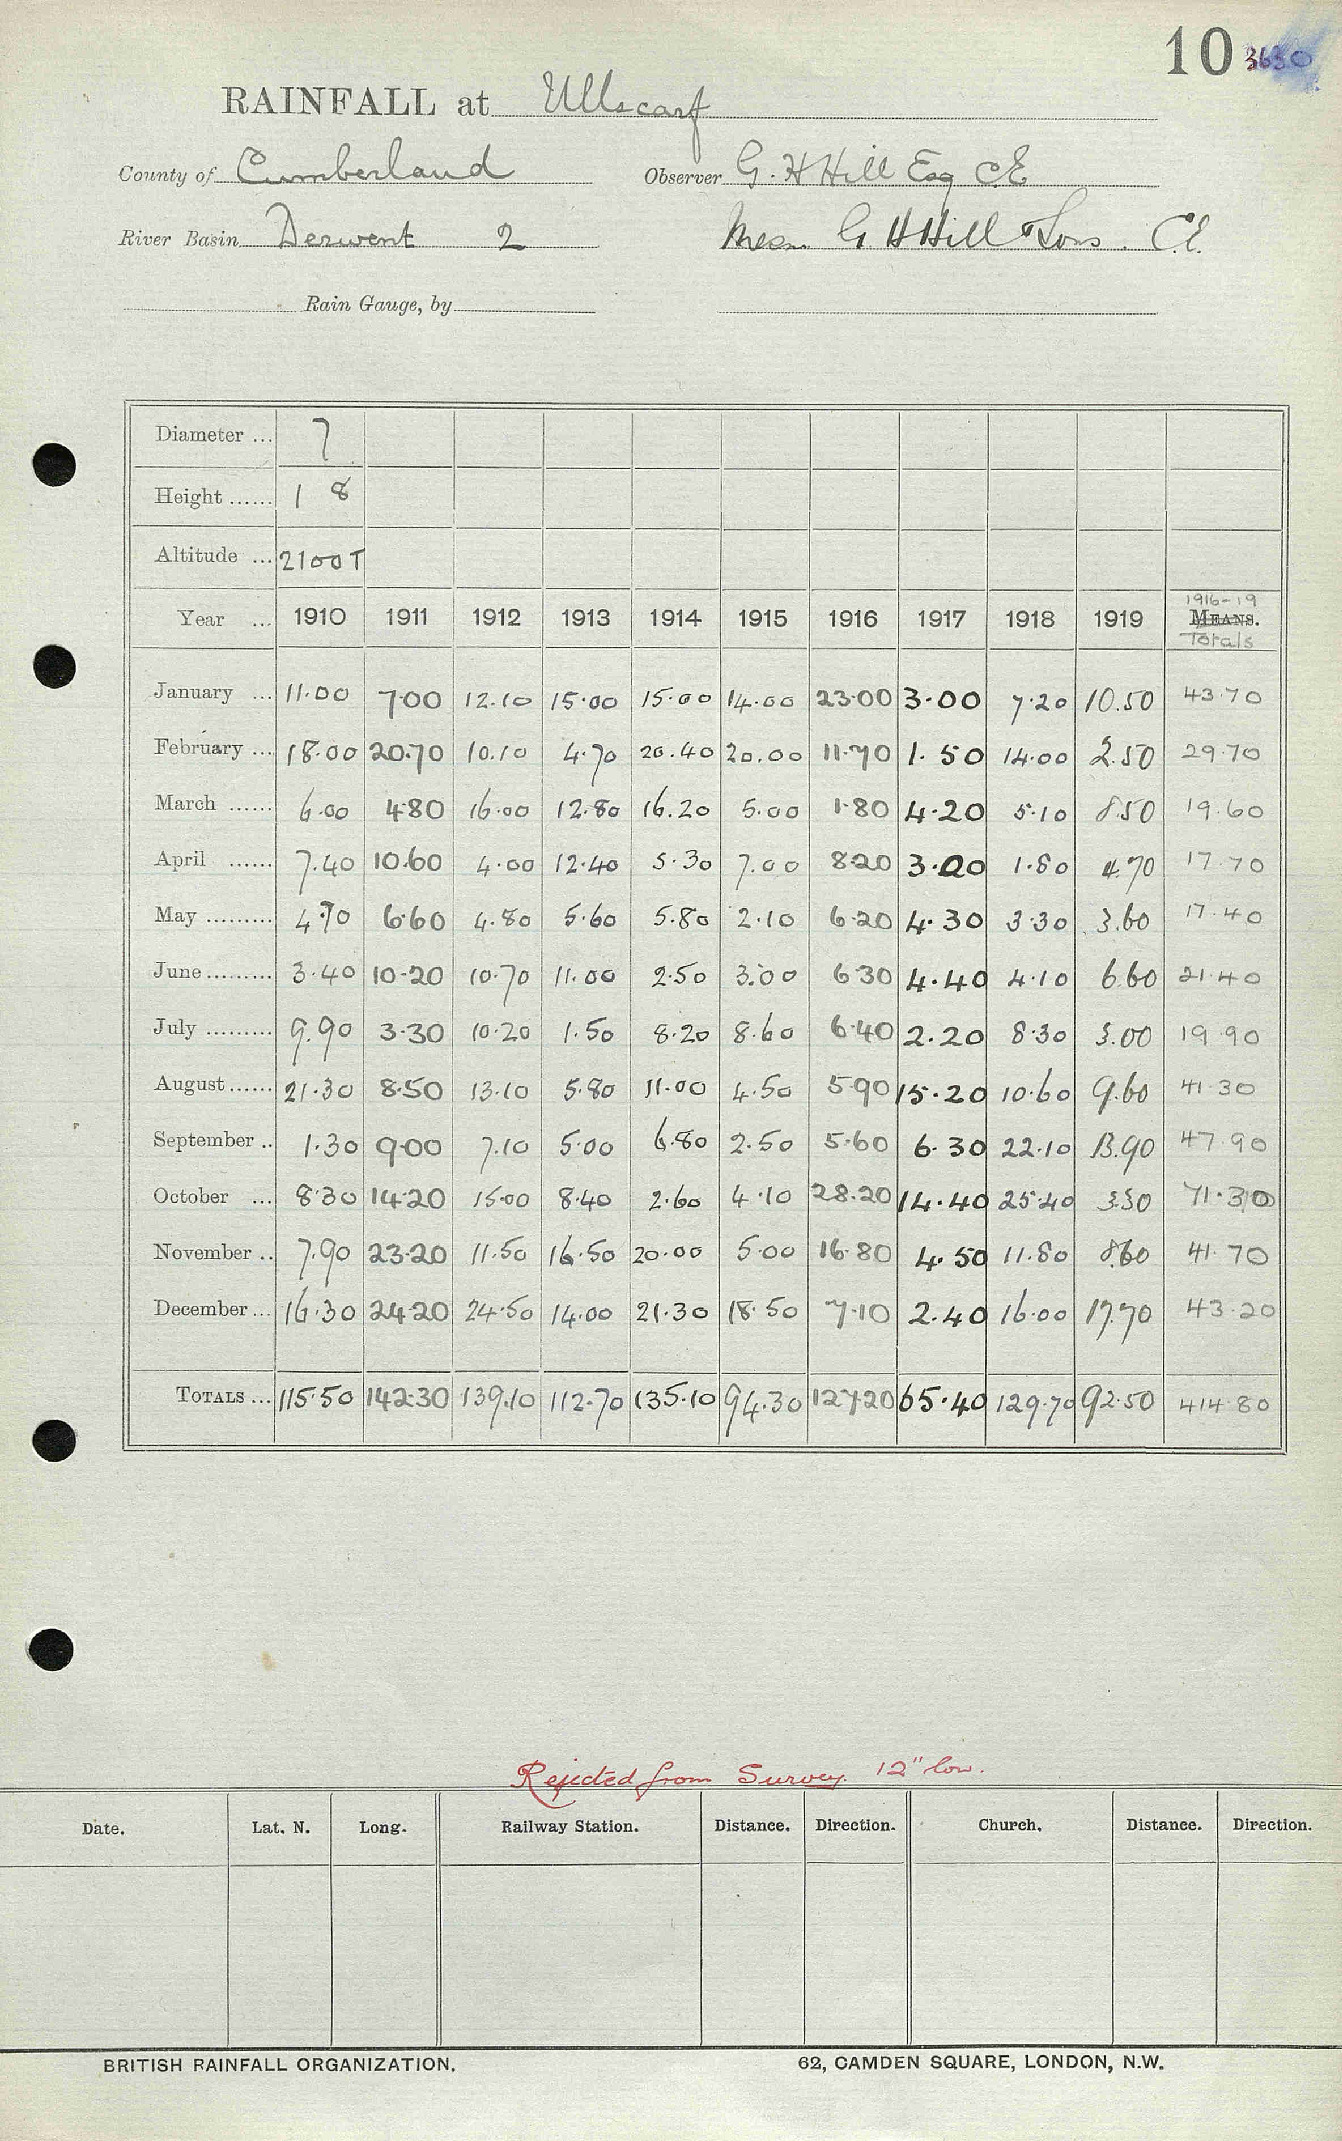 10 3630
RAINFALL at Ullscarf
County of Cumberland Observer G. H Hill Esq C.E
River Basin Derwent 2 Messrs G. H Hill & Sons. C.E.
Rain Gauge, by
Diameter ... 7
Height ...... 1 8
Altitude ... 2100 T
Year ... 1910 1911 1912 1913 1914 1915 1916 1917 1918 1919 1916-19 MEANS. Totals
January ... 11.00 7.00 12.10 15.00 15.00 14.00 23.00 3.00 7.20 10.50 43.70
February ... 18.00 20.70 10.10 4.70 20.40 20.00 11.70 1.50 14.00 2.50 29.70
March ...... 6.00 4.80 16.00 12.80 16.20 5.00 1.80 4.20 5.10 8.50 19.60
April ...... 7.40 10.60 4.00 12.40 5.30 7.00 8.20 3.00 1.80 4.70 17.70
May ......... 4.70 6.60 4.80 5.60 5.80 2.10 6.20 4.30 3.30 3.60 17.40
June ......... 3.40 10.20 10.70 11.00 2.50 3.00 6.30 4.40 4.10 6.60 21.40
July ......... 9.90 3.30 10.20 1.50 8.20 8.60 6.40 2.20 8.30 3.00 19.90
August ...... 21.30 8.50 13.10 5.80 11.00 4.50 5.90 15.20 10.60 9.60 41.30
September .. 1.30 9.00 7.10 5.00 6.80 2.50 5.60 6.30 22.10 13.90 47.90
October ... 8.30 14.20 15.00 8.40 2.60 4.10 28.20 14.40 25.40 3.30 71.30
November .. 7.90 23.20 11.50 16.50 20.00 5.00 16.80 4.50 11.80 8.60 41.70
December ... 16.30 24.20 24.50 14.00 21.30 18.50 7.10 2.40 16.00 17.70 43.20
TOTALS ... 115.50 142.30 139.10 112.70 135.10 94.30 127.20 65.40 129.70 92.50 414.80
Rejected from Survey. 12" low.
Date. Lat. N. Long. Railway Station. Distance. Direction. Church. Distance. Direction.
BRITISH RAINFALL ORGANIZATION. 62, CAMDEN SQUARE, LONDON, N.W.